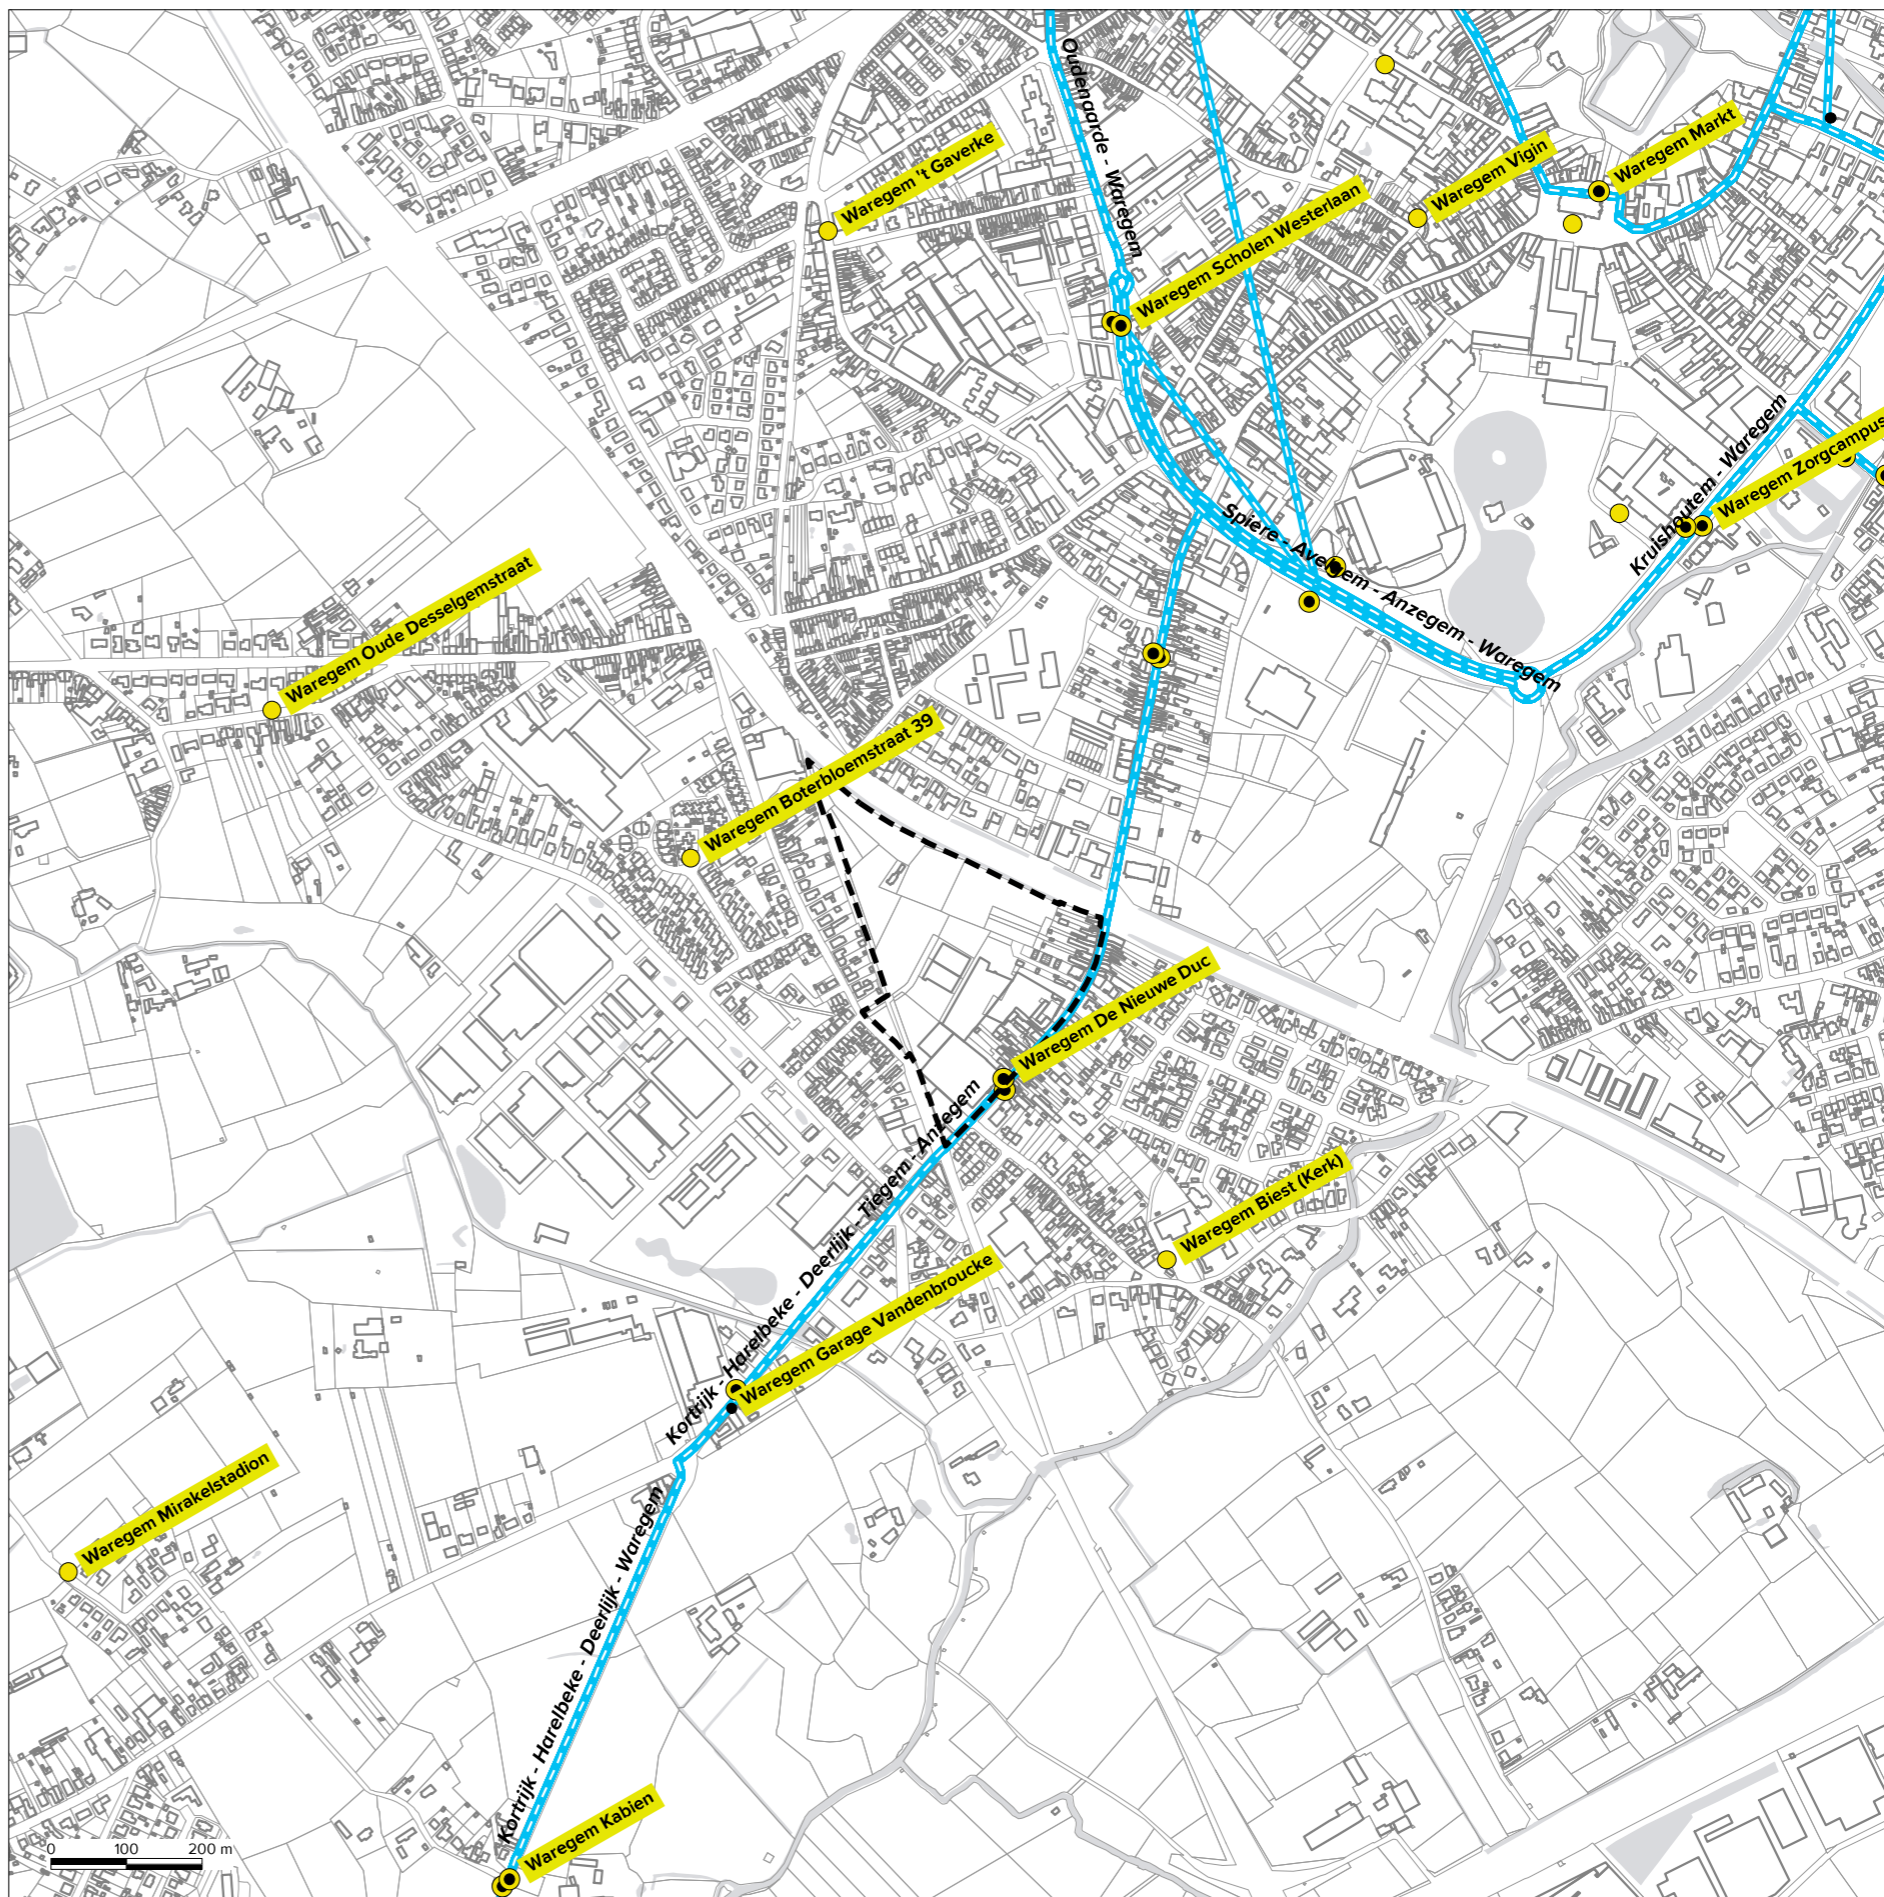 Oudenaarde - Waregem
Waregem 't Gaverke
Waregem Markt
Waregem Vigin
Waregem Scholen Westerlaan
Kruishoutem - Waregem
Waregem Zorgcampus
Spiere - Avelgem - Anzegem - Waregem
Waregem Oude Desselgemstraat
Waregem Boterbloemstraat 39
Waregem De Nieuwe Duc
Waregem Biest (Kerk)
Kortrijk - Harelbeke - Deerlijk - Tiegem - Anzegem
Waregem Garage Vandenbroucke
Waregem Mirakelstadion
Kortrijk - Harelbeke - Deerlijk - Waregem
Waregem Kabien
0 100 200 m